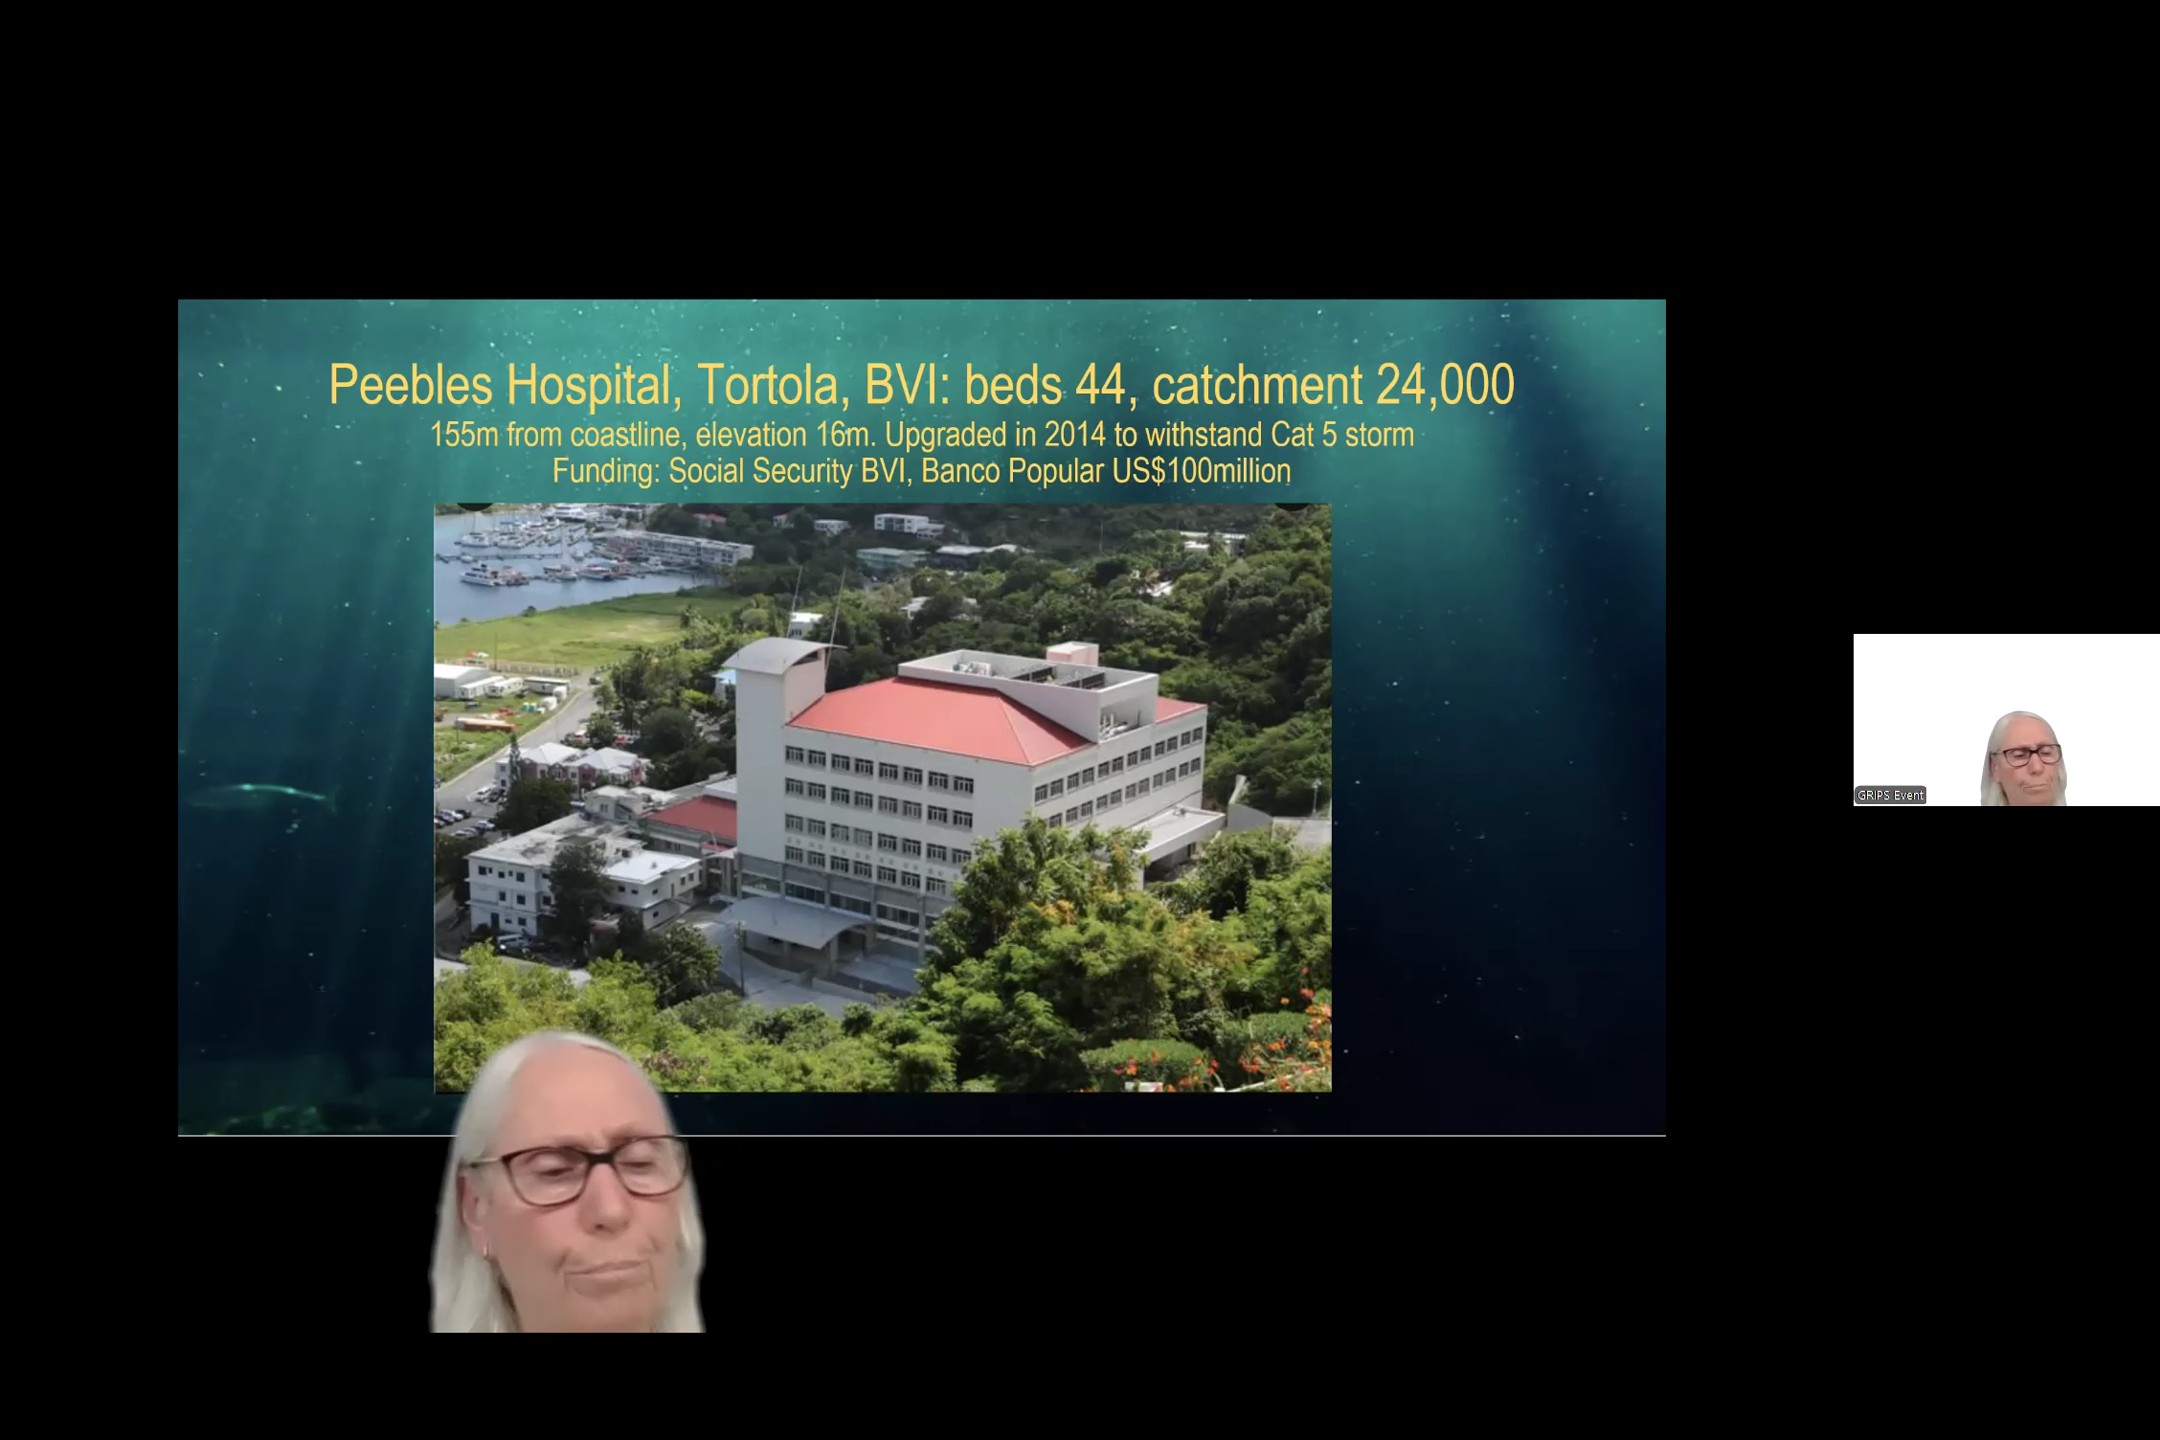 Peebles Hospital, Tortola, BVI: beds 44, catchment 24,000
155m from coastline, elevation 16m. Upgraded in 2014 to withstand Cat 5 storm
Funding: Social Security BVI, Banco Popular US$100million
GRIPS Event